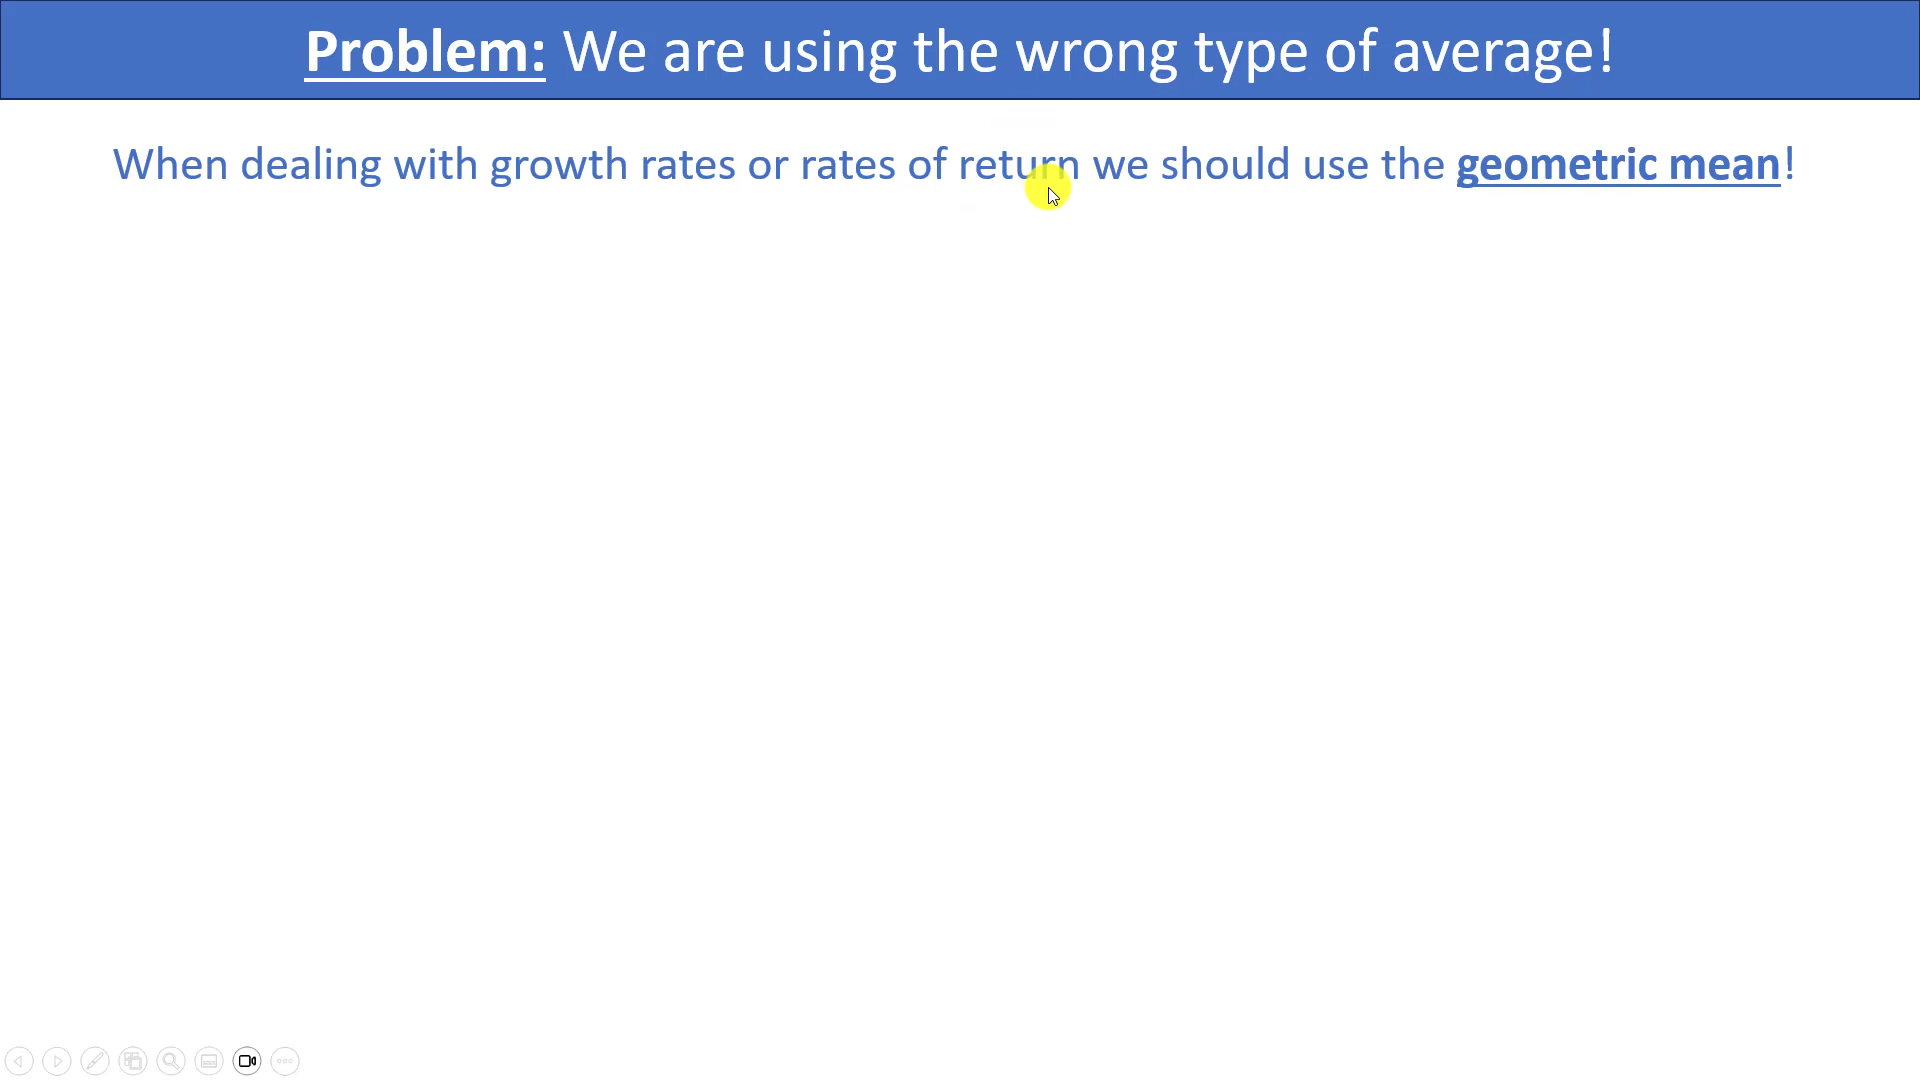 Problem: We are using the wrong type of average!
When dealing with growth rates or rates of return we should use the geometric mean!